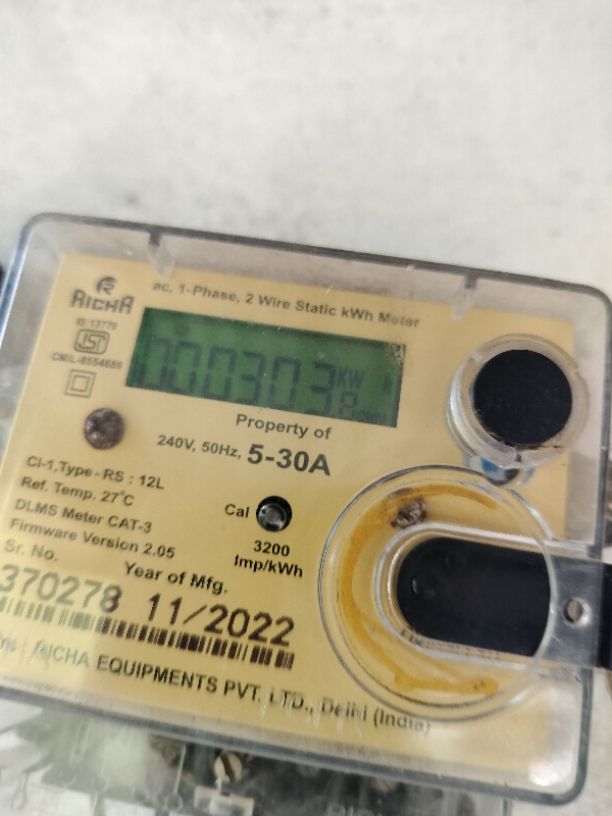 RICHA
ac, 1-Phase, 2 Wire Static kWh Meter
IS:13779
ISI
CM/L-8554689
000303 KW
Property of
240V, 50Hz, 5-30A
Cl-1,Type - RS : 12L
Ref. Temp. 27°C
DLMS Meter CAT-3
Firmware Version 2.05
Cal
3200
Imp/kWh
Sr. No. Year of Mfg.
370278 11/2022
RICHA EQUIPMENTS PVT. LTD., Delhi (India)